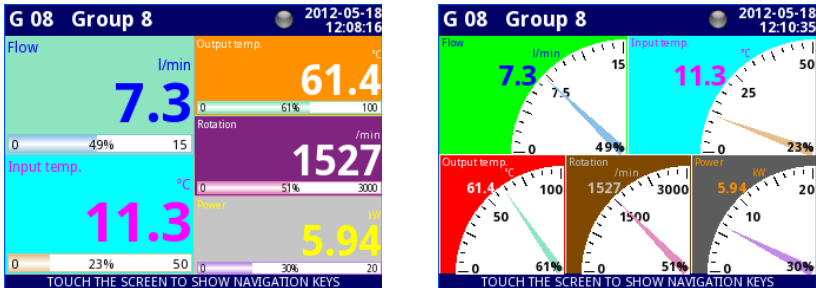 G 08 Group 8 2012-05-18
12:08:16
Flow
l/min
7.3
0 49% 15
Input temp.
°C
11.3
0 23% 50
Output temp.
°C
61.4
0 61% 100
Rotation
/min
1527
0 51% 3000
Power
kW
5.94
0 30% 20
TOUCH THE SCREEN TO SHOW NAVIGATION KEYS
G 08 Group 8 2012-05-18
12:10:35
Flow
l/min
7.3
15
7.5
0 49%
Input temp.
°C
11.3
50
25
0 23%
Output temp.
°C
61.4
100
50
0 61%
Rotation
/min
1527
3000
1500
0 51%
Power
kW
5.94
20
10
0 30%
TOUCH THE SCREEN TO SHOW NAVIGATION KEYS